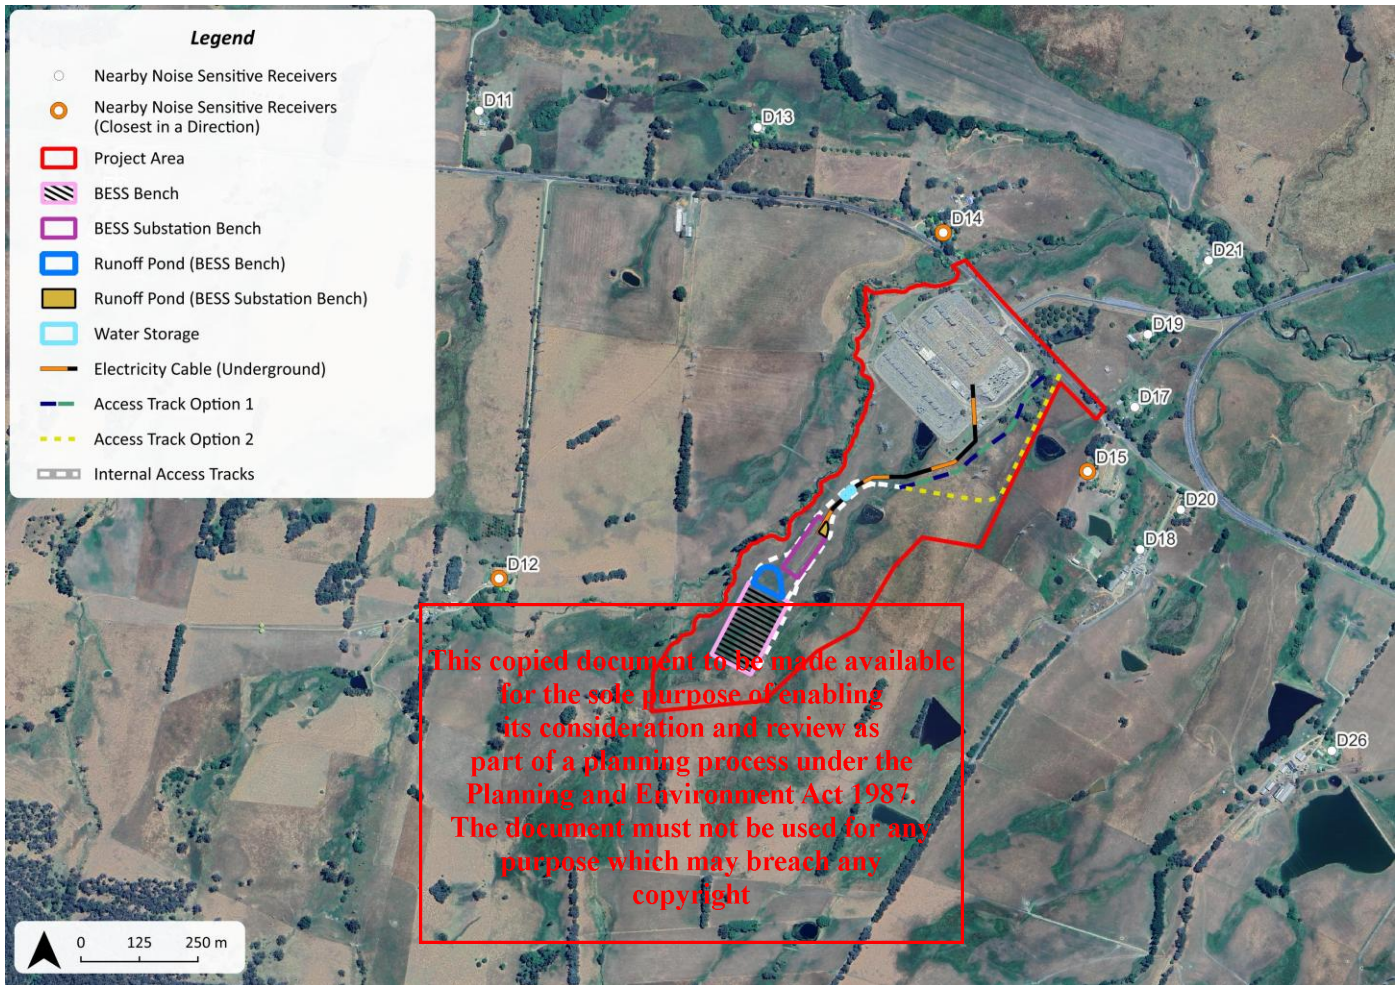 Legend
Nearby Noise Sensitive Receivers
Nearby Noise Sensitive Receivers
(Closest in a Direction)
Project Area
BESS Bench
BESS Substation Bench
Runoff Pond (BESS Bench)
Runoff Pond (BESS Substation Bench)
Water Storage
Electricity Cable (Underground)
Access Track Option 1
Access Track Option 2
Internal Access Tracks
D11
D13
D14
D21
D19
D17
D15
D20
D18
D12
D26
This copied document to be made available
for the sole purpose of enabling
its consideration and review as
part of a planning process under the
Planning and Environment Act 1987.
The document must not be used for any
purpose which may breach any
copyright
0 125 250 m